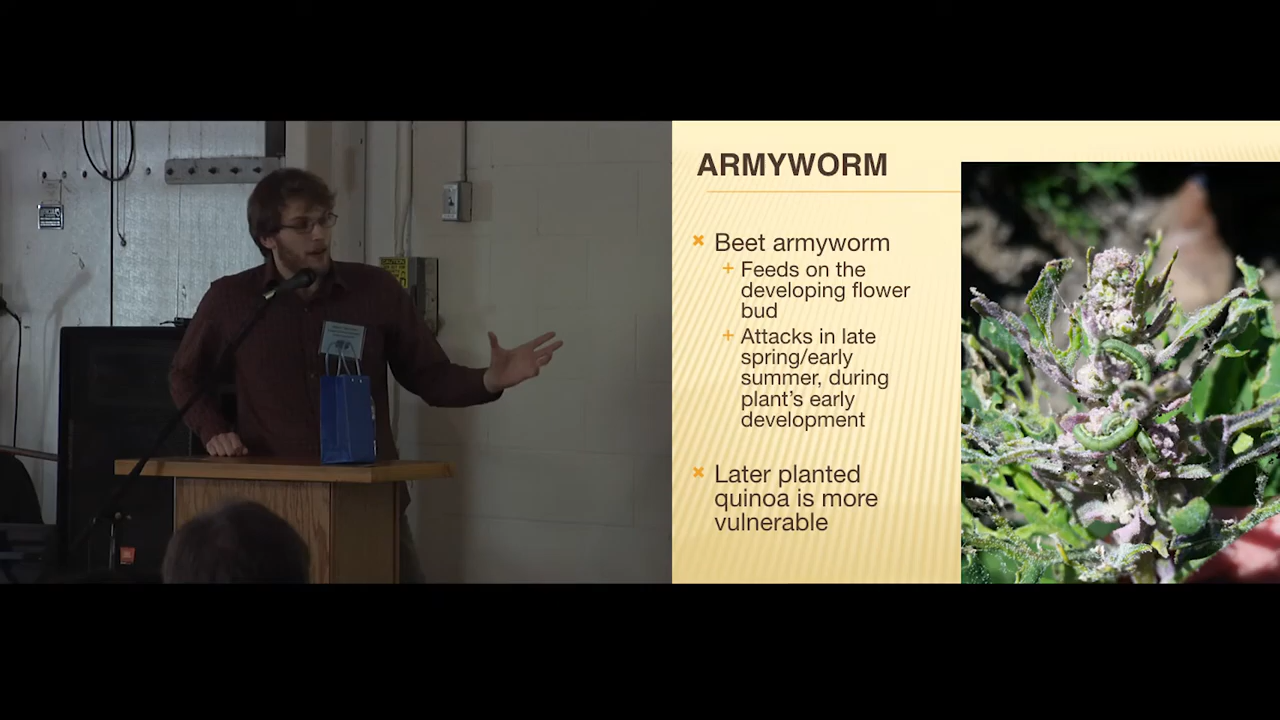 ARMYWORM
Beet armyworm
Feeds on the
developing flower
bud
Attacks in late
spring/early
summer, during
plant's early
development
Later planted
quinoa is more
vulnerable